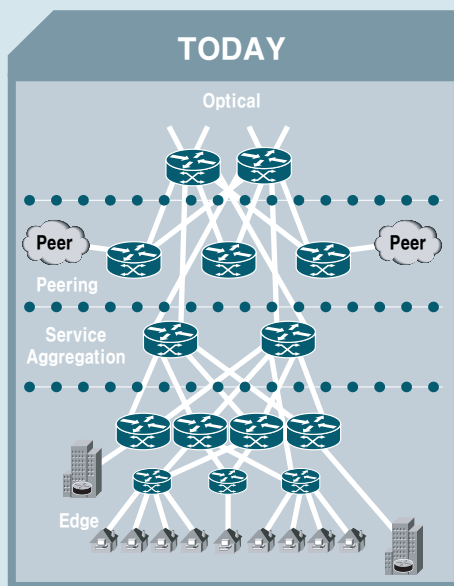 TODAY
Optical
Peer
Peer
Peering
Service
Aggregation
Edge